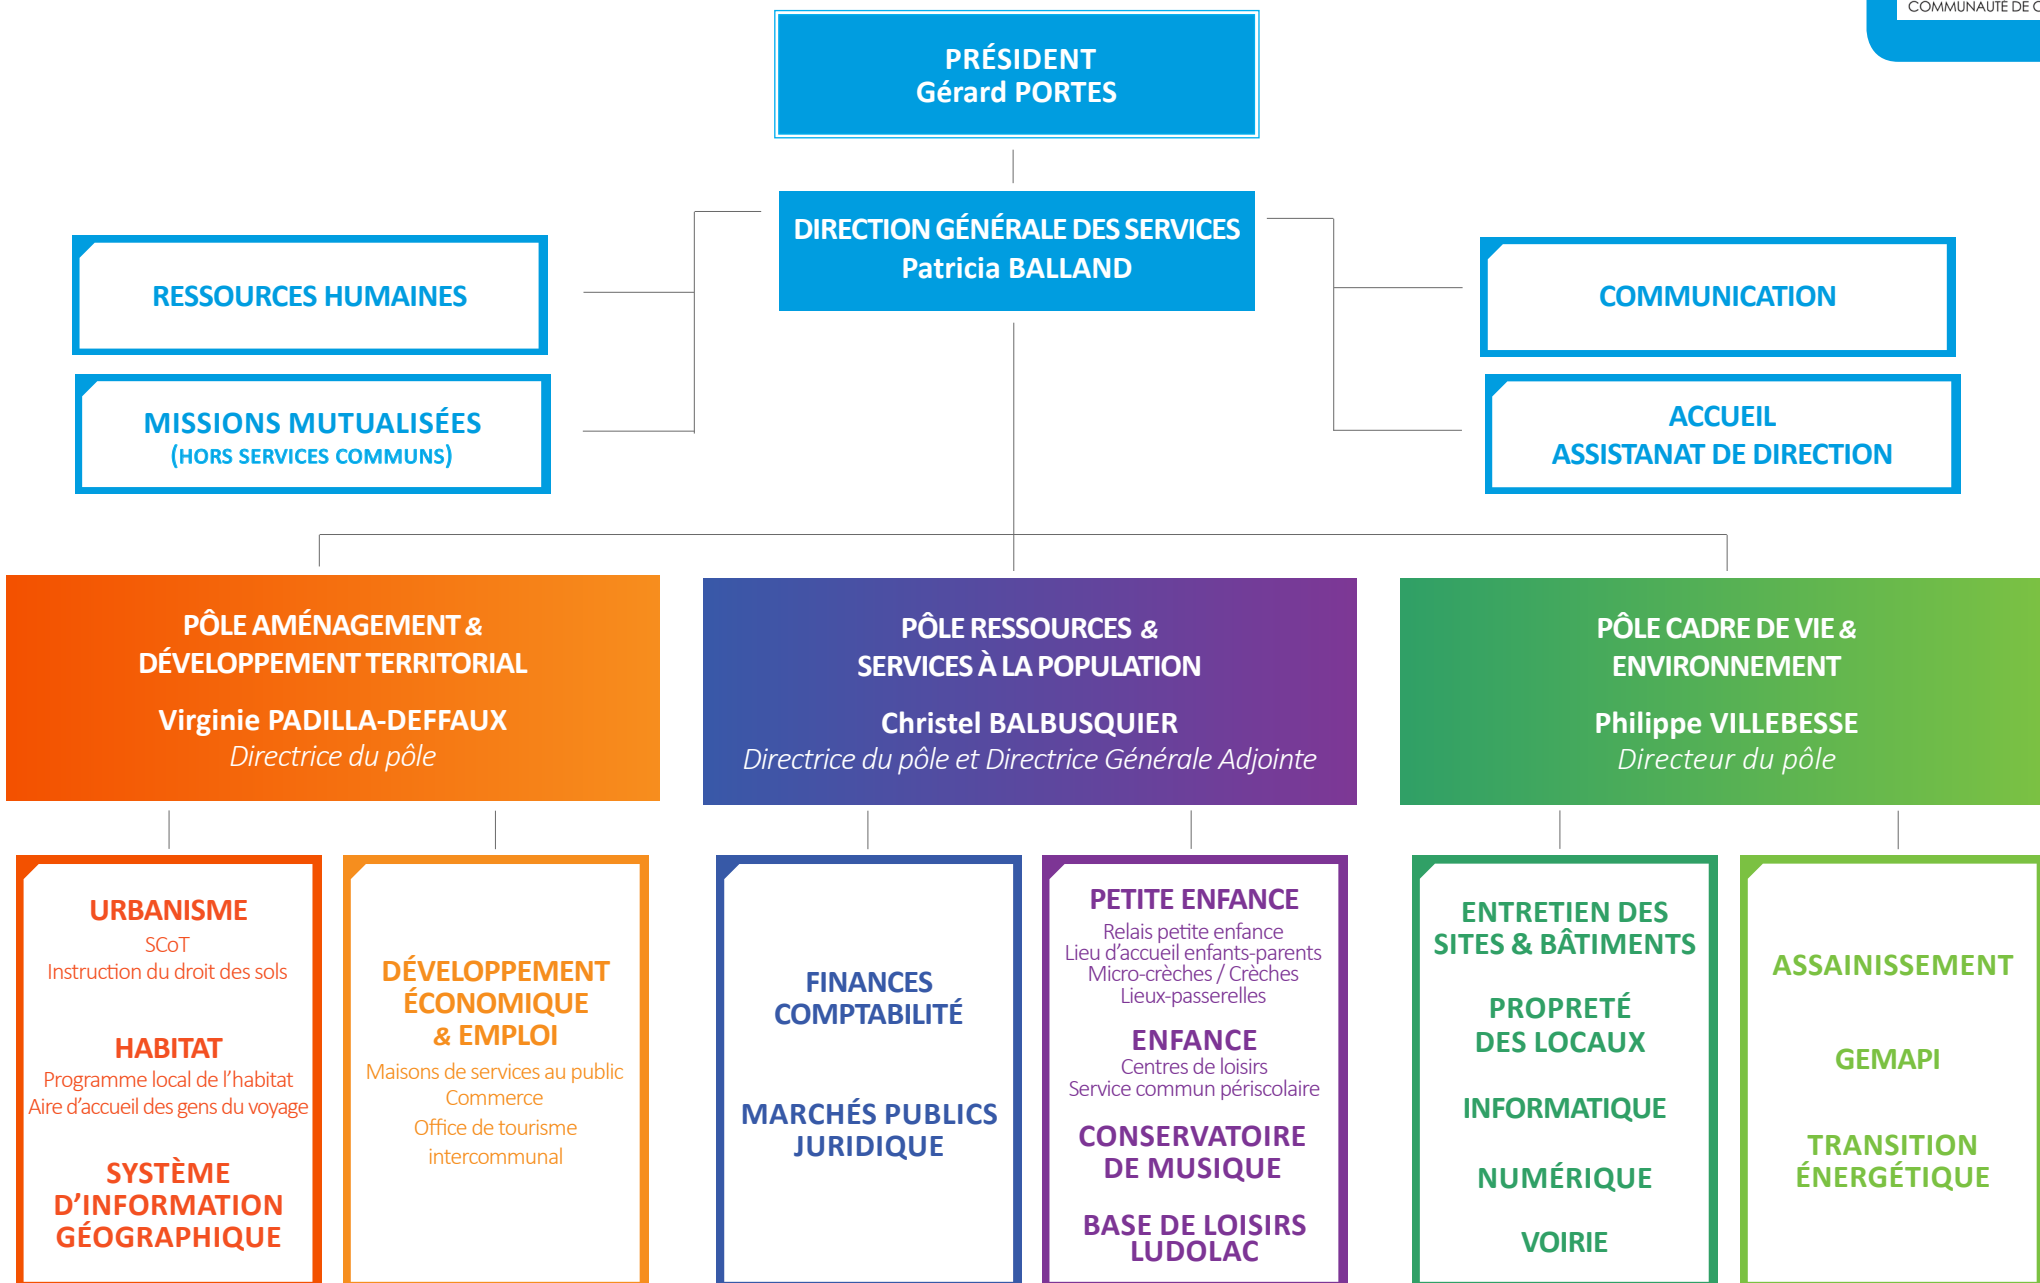 COMMUNAUTÉ DE
PRÉSIDENT
Gérard PORTES
DIRECTION GÉNÉRALE DES SERVICES
Patricia BALLAND
RESSOURCES HUMAINES
MISSIONS MUTUALISÉES
(HORS SERVICES COMMUNS)
COMMUNICATION
ACCUEIL
ASSISTANAT DE DIRECTION
PÔLE AMÉNAGEMENT &
DÉVELOPPEMENT TERRITORIAL
Virginie PADILLA-DEFFAUX
Directrice du pôle
PÔLE RESSOURCES &
SERVICES À LA POPULATION
Christel BALBUSQUIER
Directrice du pôle et Directrice Générale Adjointe
PÔLE CADRE DE VIE &
ENVIRONNEMENT
Philippe VILLEBESSE
Directeur du pôle
URBANISME
SCoT
Instruction du droit des sols
HABITAT
Programme local de l'habitat
Aire d'accueil des gens du voyage
SYSTÈME
D'INFORMATION
GÉOGRAPHIQUE
DÉVELOPPEMENT
ÉCONOMIQUE
& EMPLOI
Maisons de services au public
Commerce
Office de tourisme
intercommunal
FINANCES
COMPTABILITÉ
MARCHÉS PUBLICS
JURIDIQUE
PETITE ENFANCE
Relais petite enfance
Lieu d'accueil enfants-parents
Micro-crèches / Crèches
Lieux-passerelles
ENFANCE
Centres de loisirs
Service commun périscolaire
CONSERVATOIRE
DE MUSIQUE
BASE DE LOISIRS
LUDOLAC
ENTRETIEN DES
SITES & BÂTIMENTS
PROPRETÉ
DES LOCAUX
INFORMATIQUE
NUMÉRIQUE
VOIRIE
ASSAINISSEMENT
GEMAPI
TRANSITION
ÉNERGÉTIQUE